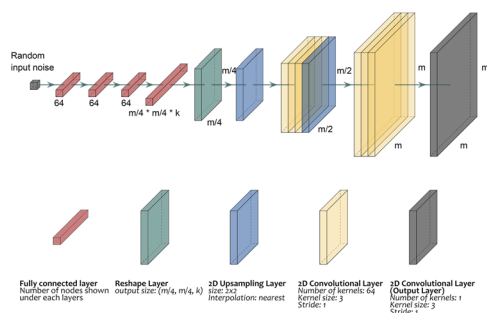 Random
input noise
64
64
64
m/4 * m/4 * k
m/4
m/4
m/2
m/2
m
m
m
m
Fully connected layer
Number of nodes shown
under each layers
Reshape Layer
output size: (m/4, m/4, k)
2D Upsampling Layer
size: 2x2
Interpolation: nearest
2D Convolutional Layer
Number of kernels: 64
Kernel size: 3
Stride: 1
2D Convolutional Layer
(Output Layer)
Number of kernels: 1
Kernel size: 3
Stride: 1